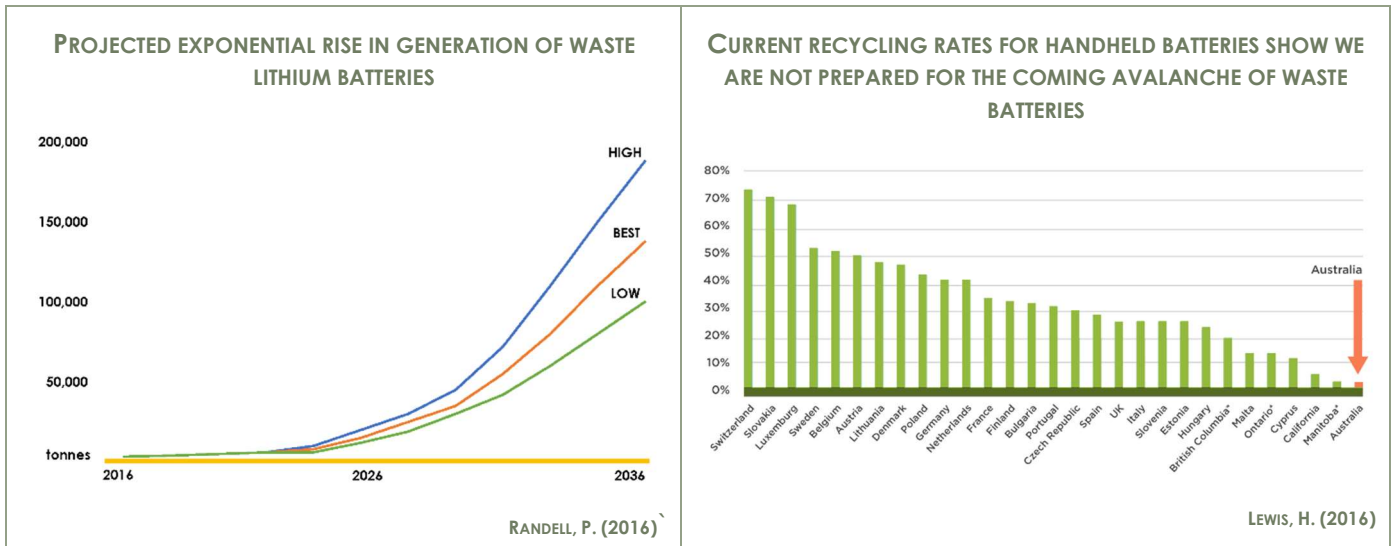 PROJECTED EXPONENTIAL RISE IN GENERATION OF WASTE
LITHIUM BATTERIES
200,000
150,000
100,000
50,000
tonnes
HIGH
BEST
LOW
2016
2026
2036
RANDELL, P. (2016)`
CURRENT RECYCLING RATES FOR HANDHELD BATTERIES SHOW WE
ARE NOT PREPARED FOR THE COMING AVALANCHE OF WASTE
BATTERIES
80%
70%
60%
50%
40%
30%
20%
10%
0%
Australia
Switzerland
Slovakia
Luxemburg
Sweden
Belgium
Austria
Lithuania
Denmark
Poland
Germany
Netherlands
France
Finland
Bulgaria
Portugal
Czech Republic
Spain
UK
Italy
Slovenia
Estonia
Hungary
British Columbia*
Malta
Ontario*
Cyprus
California
Manitoba*
Australia
LEWIS, H. (2016)